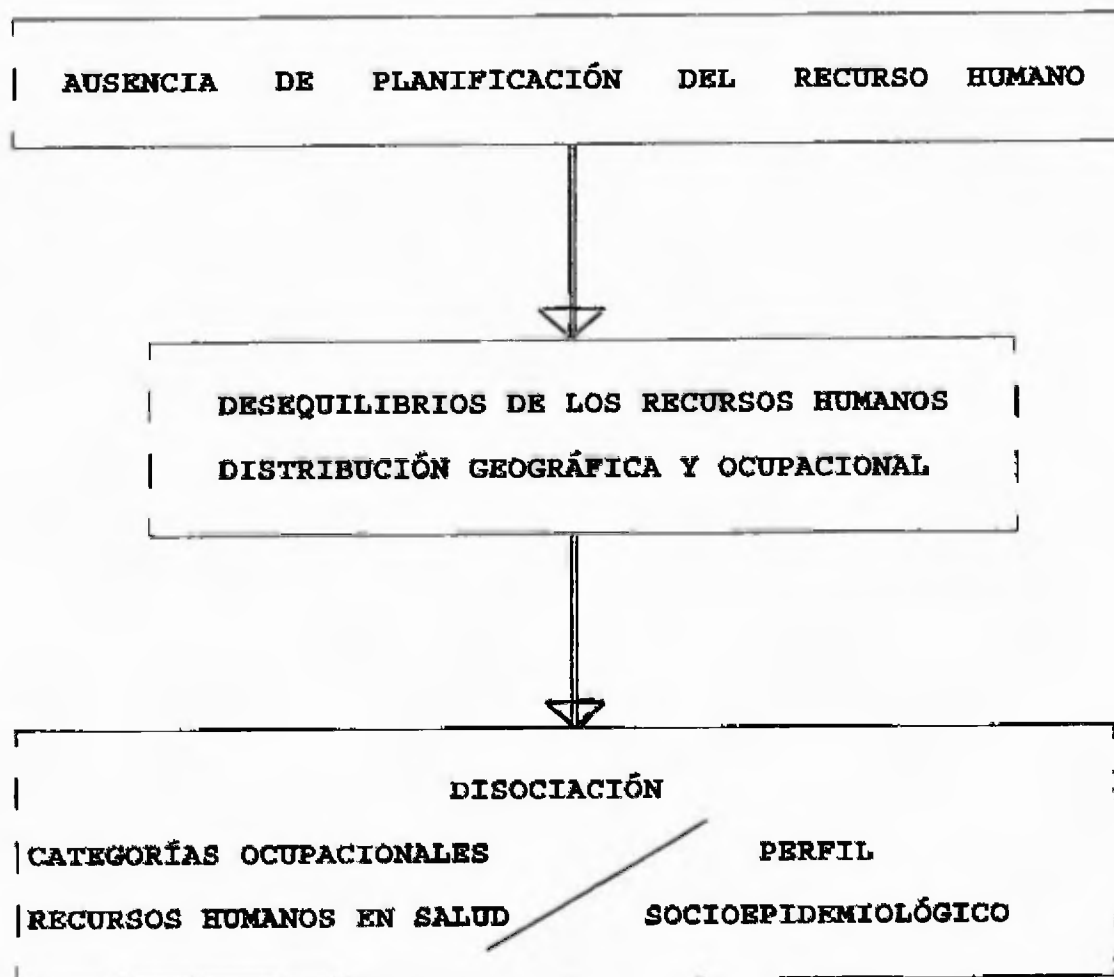 AUSENCIA DE PLANIFICACIÓN DEL RECURSO HUMANO
DESEQUILIBRIOS DE LOS RECURSOS HUMANOS
DISTRIBUCIÓN GEOGRÁFICA Y OCUPACIONAL
DISOCIACIÓN
CATEGORÍAS OCUPACIONALES / PERFIL
RECURSOS HUMANOS EN SALUD SOCIOEPIDEMIOLÓGICO